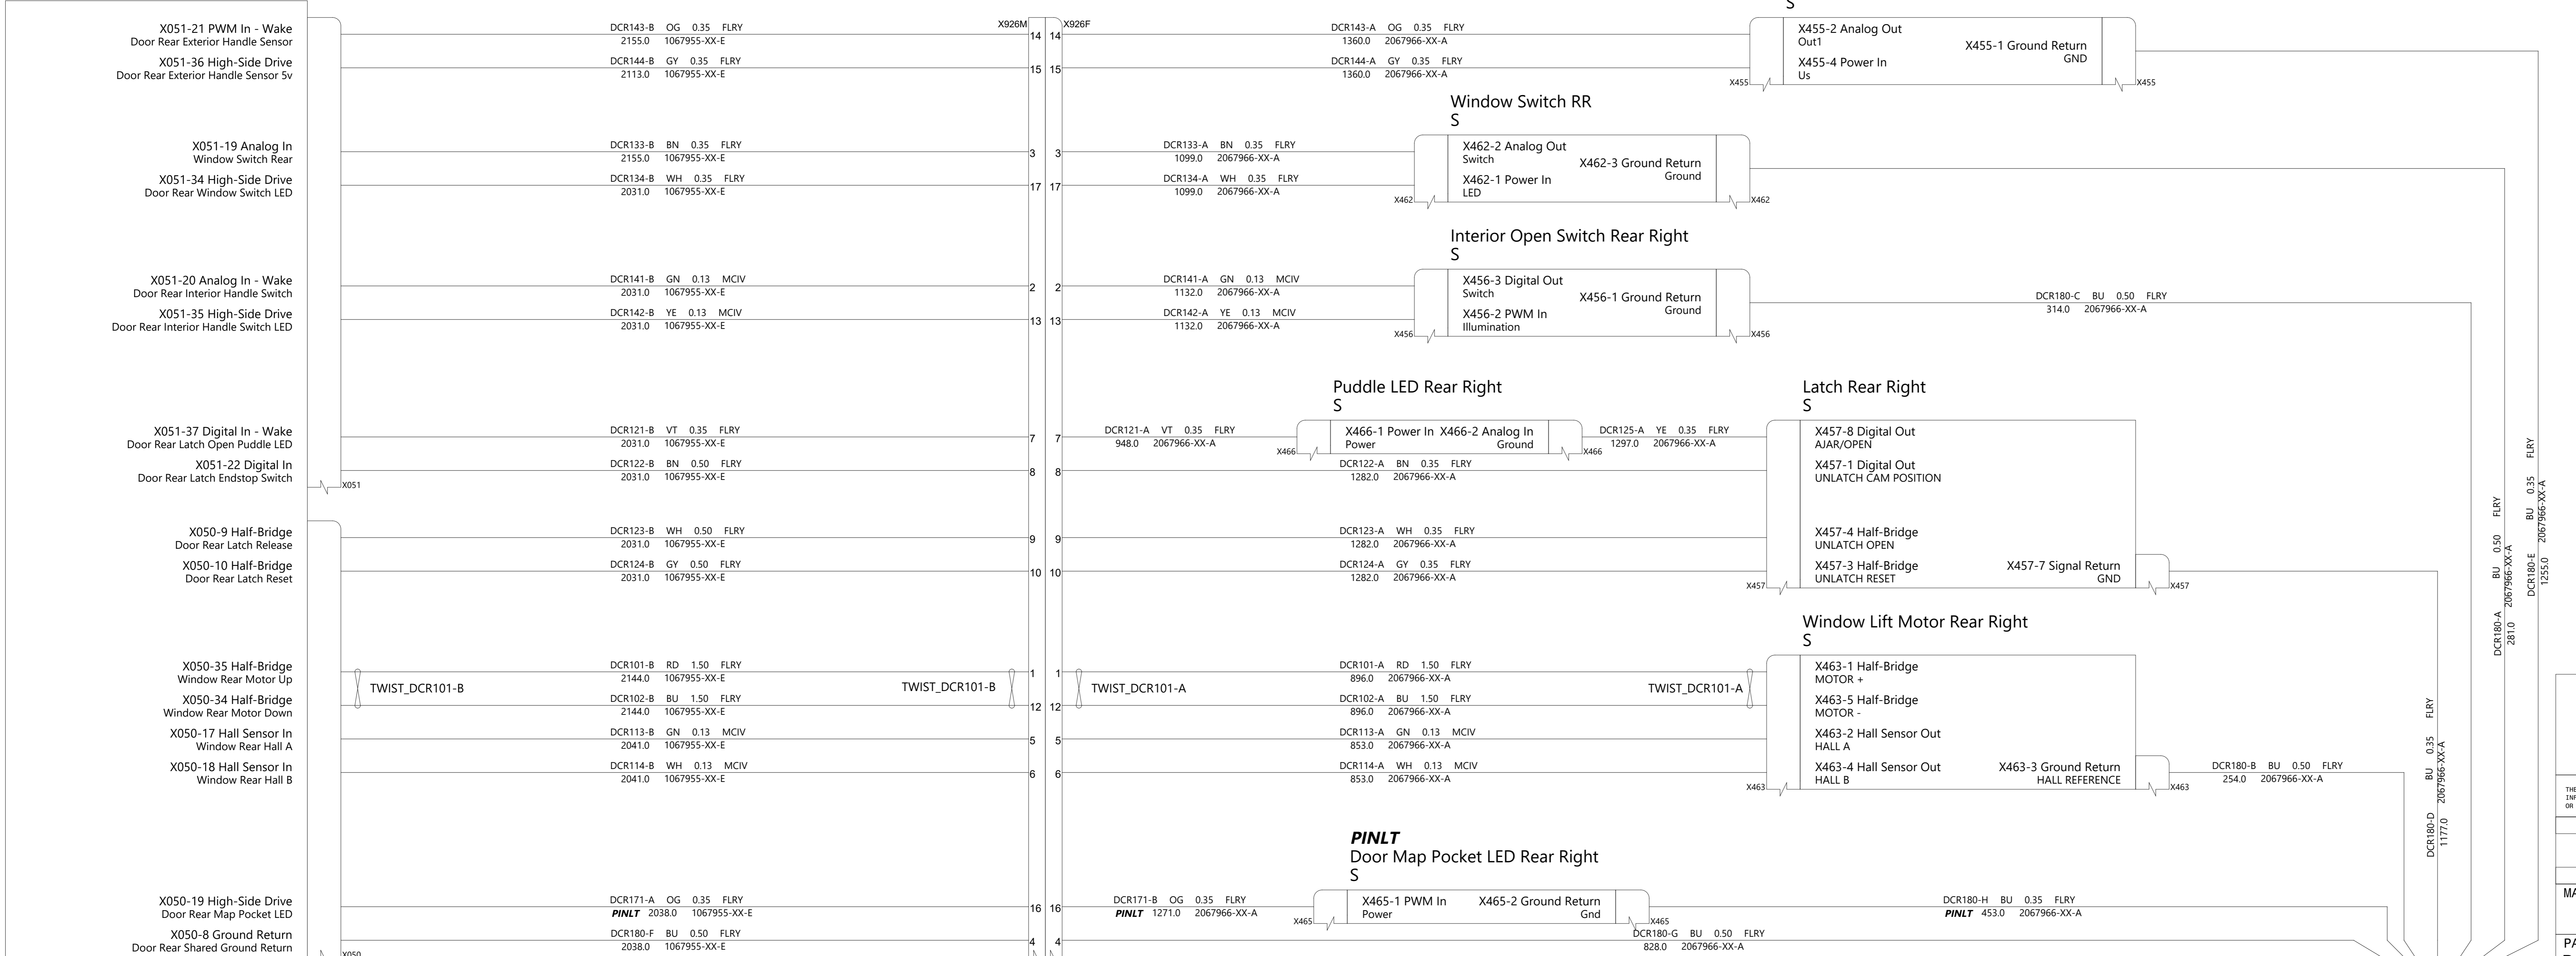 S
X051-21 PWM In - Wake
Door Rear Exterior Handle Sensor
DCR143-B OG 0.35 FLRY
2155.0 1067955-XX-E
X926M
X926F
14 14
DCR143-A OG 0.35 FLRY
1360.0 2067966-XX-A
X455-2 Analog Out
Out1
X455-1 Ground Return
GND
X051-36 High-Side Drive
Door Rear Exterior Handle Sensor 5v
DCR144-B GY 0.35 FLRY
2113.0 1067955-XX-E
15 15
DCR144-A GY 0.35 FLRY
1360.0 2067966-XX-A
X455-4 Power In
Us
X455
X455
Window Switch RR
S
X051-19 Analog In
Window Switch Rear
DCR133-B BN 0.35 FLRY
2155.0 1067955-XX-E
3 3
DCR133-A BN 0.35 FLRY
1099.0 2067966-XX-A
X462-2 Analog Out
Switch
X462-3 Ground Return
Ground
X051-34 High-Side Drive
Door Rear Window Switch LED
DCR134-B WH 0.35 FLRY
2031.0 1067955-XX-E
17 17
DCR134-A WH 0.35 FLRY
1099.0 2067966-XX-A
X462-1 Power In
LED
X462
X462
Interior Open Switch Rear Right
S
X051-20 Analog In - Wake
Door Rear Interior Handle Switch
DCR141-B GN 0.13 MCIV
2031.0 1067955-XX-E
2 2
DCR141-A GN 0.13 MCIV
1132.0 2067966-XX-A
X456-3 Digital Out
Switch
X456-1 Ground Return
Ground
DCR180-C BU 0.50 FLRY
314.0 2067966-XX-A
X051-35 High-Side Drive
Door Rear Interior Handle Switch LED
DCR142-B YE 0.13 MCIV
2031.0 1067955-XX-E
13 13
DCR142-A YE 0.13 MCIV
1132.0 2067966-XX-A
X456-2 PWM In
Illumination
X456
X456
Puddle LED Rear Right
S
Latch Rear Right
S
X051-37 Digital In - Wake
Door Rear Latch Open Puddle LED
DCR121-B VT 0.35 FLRY
2031.0 1067955-XX-E
7 7
DCR121-A VT 0.35 FLRY
948.0 2067966-XX-A
X466-1 Power In X466-2 Analog In
Power Ground
X466
X466
DCR125-A YE 0.35 FLRY
1297.0 2067966-XX-A
X457-8 Digital Out
AJAR/OPEN
X051-22 Digital In
Door Rear Latch Endstop Switch
X051
DCR122-B BN 0.50 FLRY
2031.0 1067955-XX-E
8 8
DCR122-A BN 0.35 FLRY
1282.0 2067966-XX-A
X457-1 Digital Out
UNLATCH CAM POSITION
X050-9 Half-Bridge
Door Rear Latch Release
DCR123-B WH 0.50 FLRY
2031.0 1067955-XX-E
9 9
DCR123-A WH 0.35 FLRY
1282.0 2067966-XX-A
X457-4 Half-Bridge
UNLATCH OPEN
X050-10 Half-Bridge
Door Rear Latch Reset
DCR124-B GY 0.50 FLRY
2031.0 1067955-XX-E
10 10
DCR124-A GY 0.35 FLRY
1282.0 2067966-XX-A
X457-3 Half-Bridge
UNLATCH RESET
X457-7 Signal Return
GND
X457
X457
DCR180-A BU 0.50 FLRY
281.0 2067966-XX-A
DCR180-E BU 0.35 FLRY
1255.0 2067966-XX-A
Window Lift Motor Rear Right
S
X050-35 Half-Bridge
Window Rear Motor Up
DCR101-B RD 1.50 FLRY
2144.0 1067955-XX-E
1 1
DCR101-A RD 1.50 FLRY
896.0 2067966-XX-A
X463-1 Half-Bridge
MOTOR +
TWIST_DCR101-B
TWIST_DCR101-B
TWIST_DCR101-A
TWIST_DCR101-A
X050-34 Half-Bridge
Window Rear Motor Down
DCR102-B BU 1.50 FLRY
2144.0 1067955-XX-E
12 12
DCR102-A BU 1.50 FLRY
896.0 2067966-XX-A
X463-5 Half-Bridge
MOTOR -
X050-17 Hall Sensor In
Window Rear Hall A
DCR113-B GN 0.13 MCIV
2041.0 1067955-XX-E
5 5
DCR113-A GN 0.13 MCIV
853.0 2067966-XX-A
X463-2 Hall Sensor Out
HALL A
X050-18 Hall Sensor In
Window Rear Hall B
DCR114-B WH 0.13 MCIV
2041.0 1067955-XX-E
6 6
DCR114-A WH 0.13 MCIV
853.0 2067966-XX-A
X463-4 Hall Sensor Out
HALL B
X463-3 Ground Return
HALL REFERENCE
X463
X463
DCR180-B BU 0.50 FLRY
254.0 2067966-XX-A
DCR180-D BU 0.35 FLRY
1177.0 2067966-XX-A
THE
INF
OR
PINLT
Door Map Pocket LED Rear Right
S
X050-19 High-Side Drive
Door Rear Map Pocket LED
DCR171-A OG 0.35 FLRY
PINLT 2038.0 1067955-XX-E
16 16
DCR171-B OG 0.35 FLRY
PINLT 1271.0 2067966-XX-A
X465-1 PWM In
Power
X465-2 Ground Return
Gnd
X465
X465
DCR180-H BU 0.35 FLRY
PINLT 453.0 2067966-XX-A
MA
X050-8 Ground Return
Door Rear Shared Ground Return
X050
DCR180-F BU 0.50 FLRY
2038.0 1067955-XX-E
4 4
DCR180-G BU 0.50 FLRY
828.0 2067966-XX-A
PA